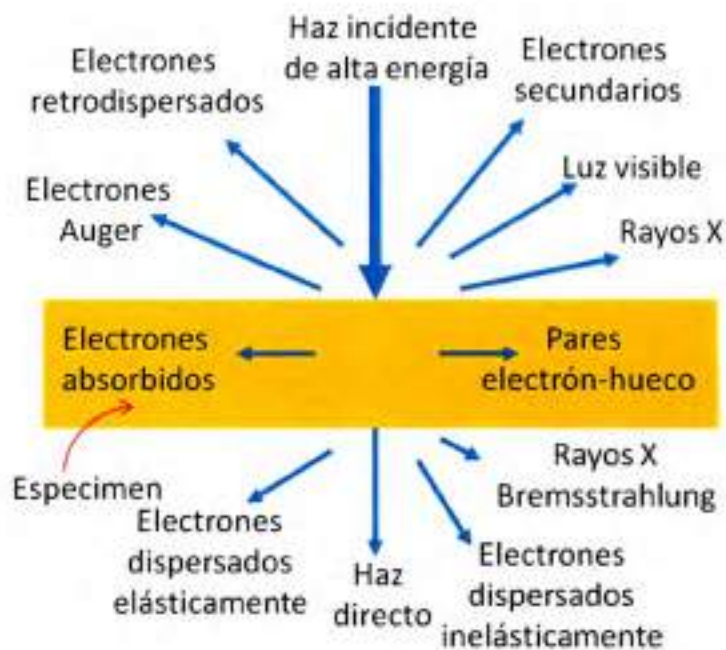 Haz incidente
de alta energía
Electrones
retrodispersados
Electrones
secundarios
Luz visible
Electrones
Auger
Rayos X
Electrones
absorbidos
Pares
electrón-hueco
Especimen
Rayos X
Bremsstrahlung
Electrones
dispersados
elásticamente
Haz
directo
Electrones
dispersados
inelásticamente